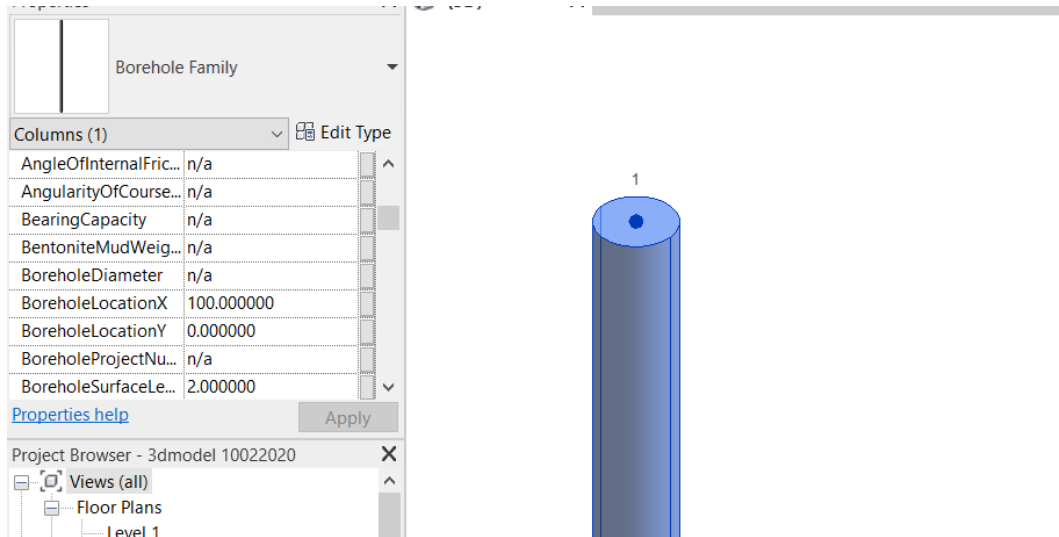 Properties
Borehole Family
Columns (1)
Edit Type
AngleOfInternalFric... n/a
AngularityOfCourse... n/a
BearingCapacity n/a
BentoniteMudWeig... n/a
BoreholeDiameter n/a
BoreholeLocationX 100.000000
BoreholeLocationY 0.000000
BoreholeProjectNu... n/a
BoreholeSurfaceLe... 2.000000
Properties help
Apply
Project Browser - 3dmodel 10022020
Views (all)
Floor Plans
Level 1
1